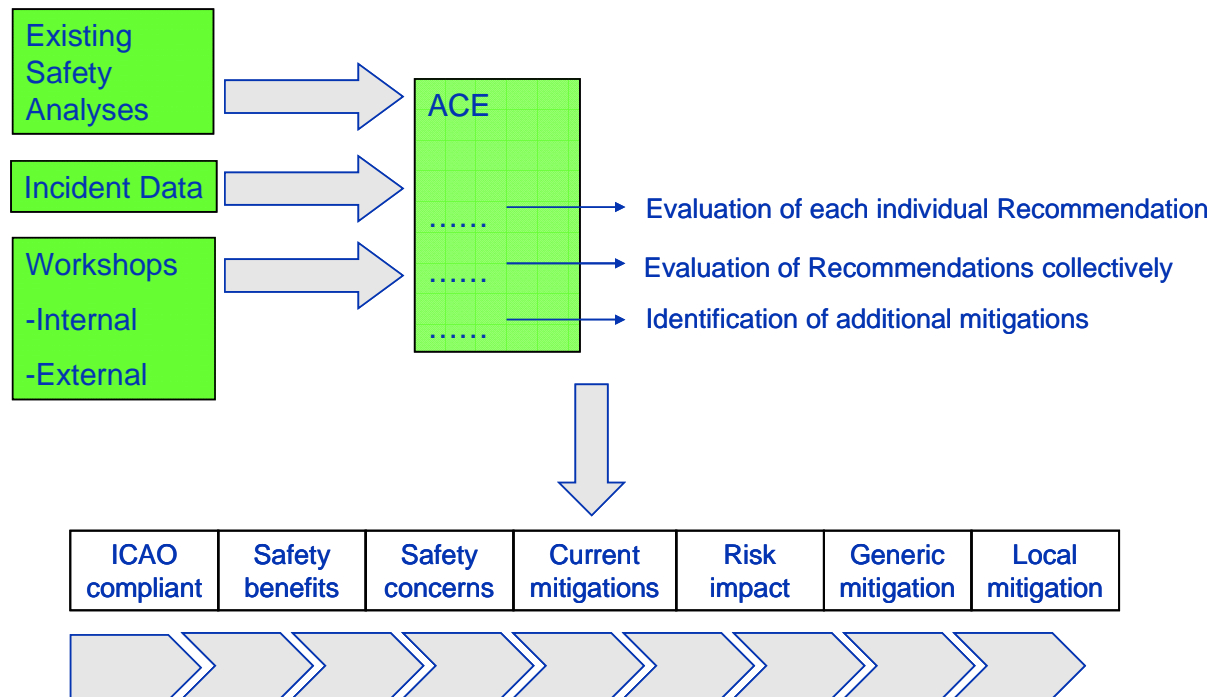 Existing
Safety
Analyses
Incident Data
Workshops
-Internal
-External
ACE
......
......
......
Evaluation of each individual Recommendation
Evaluation of Recommendations collectively
Identification of additional mitigations
ICAO
compliant
Safety
benefits
Safety
concerns
Current
mitigations
Risk
impact
Generic
mitigation
Local
mitigation